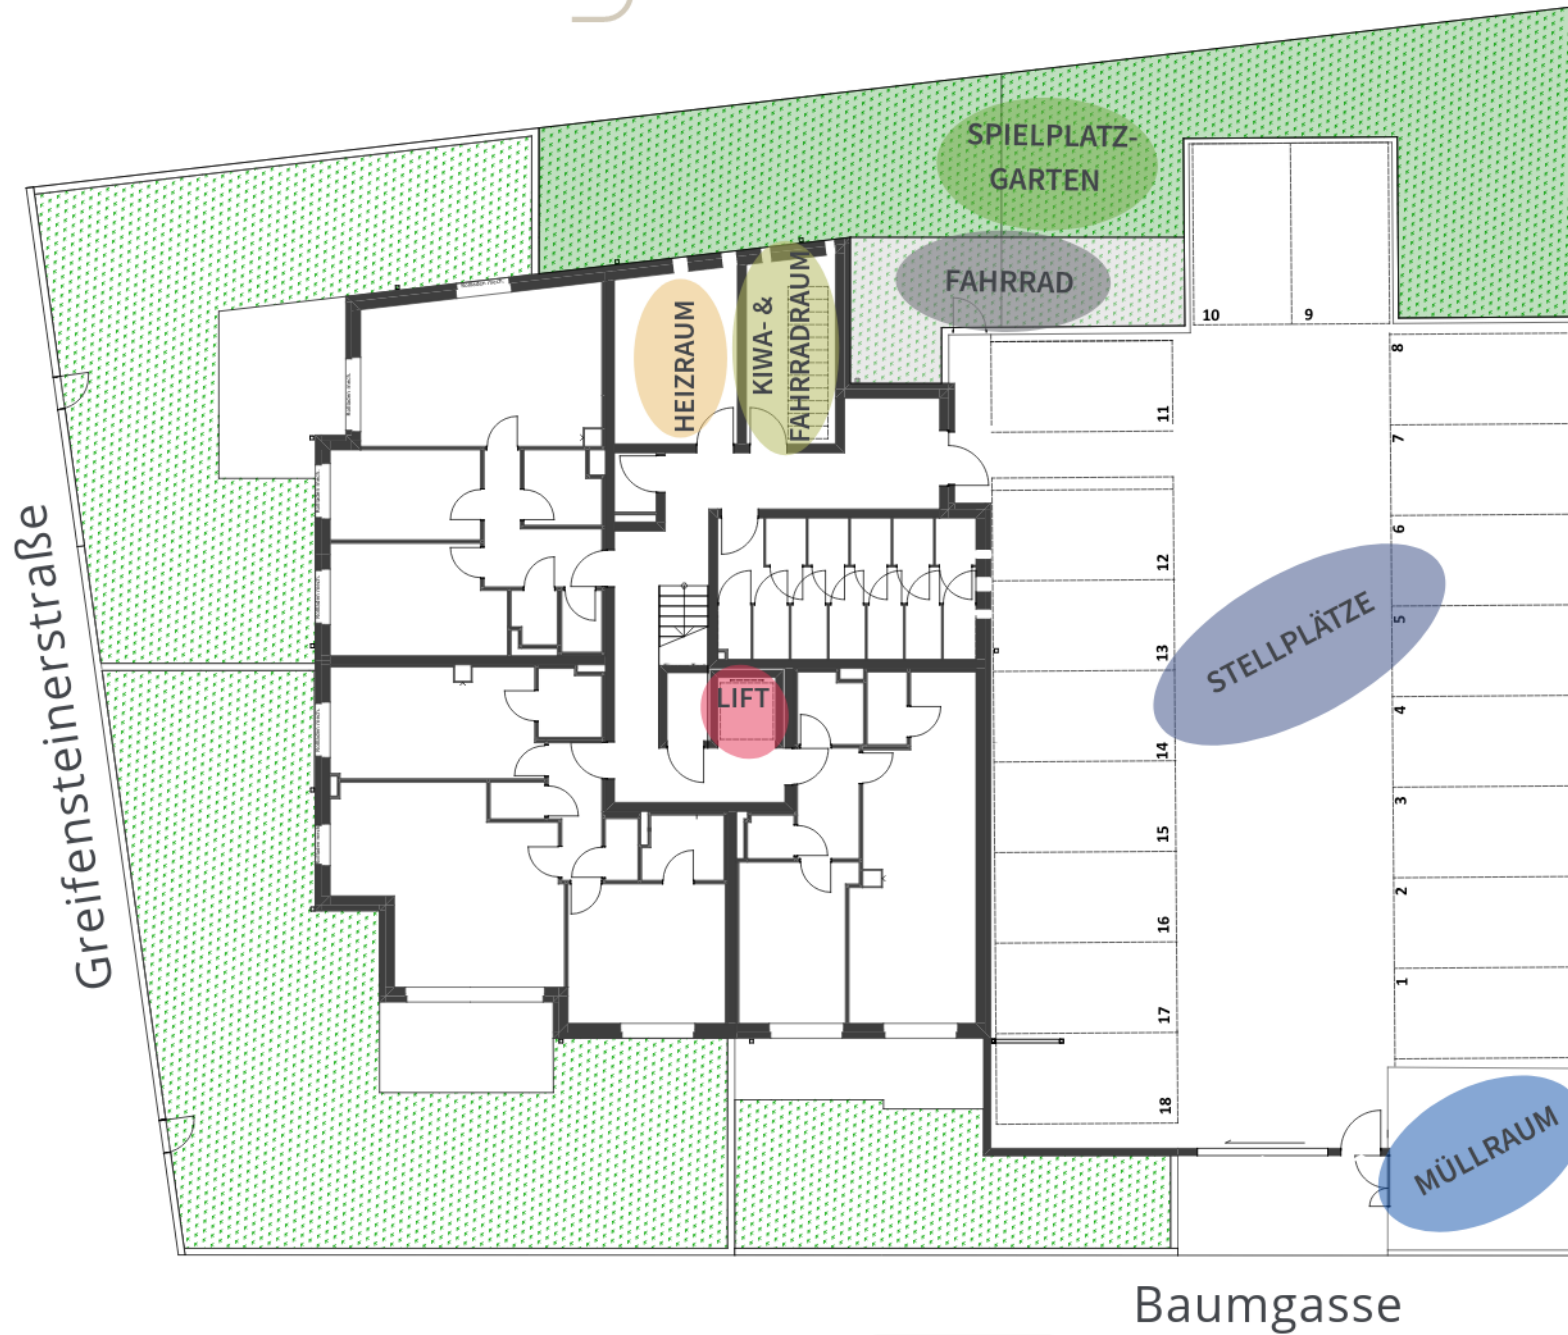 SPIELPLATZ-
GARTEN
FAHRRAD
HEIZRAUM
KIWA- &
FAHRRADRAUM
10
9
8
11
7
6
12
5
13
STELLPLÄTZE
LIFT
4
14
3
15
2
16
1
17
18
MÜLLRAUM
Greifensteinerstraße
Baumgasse